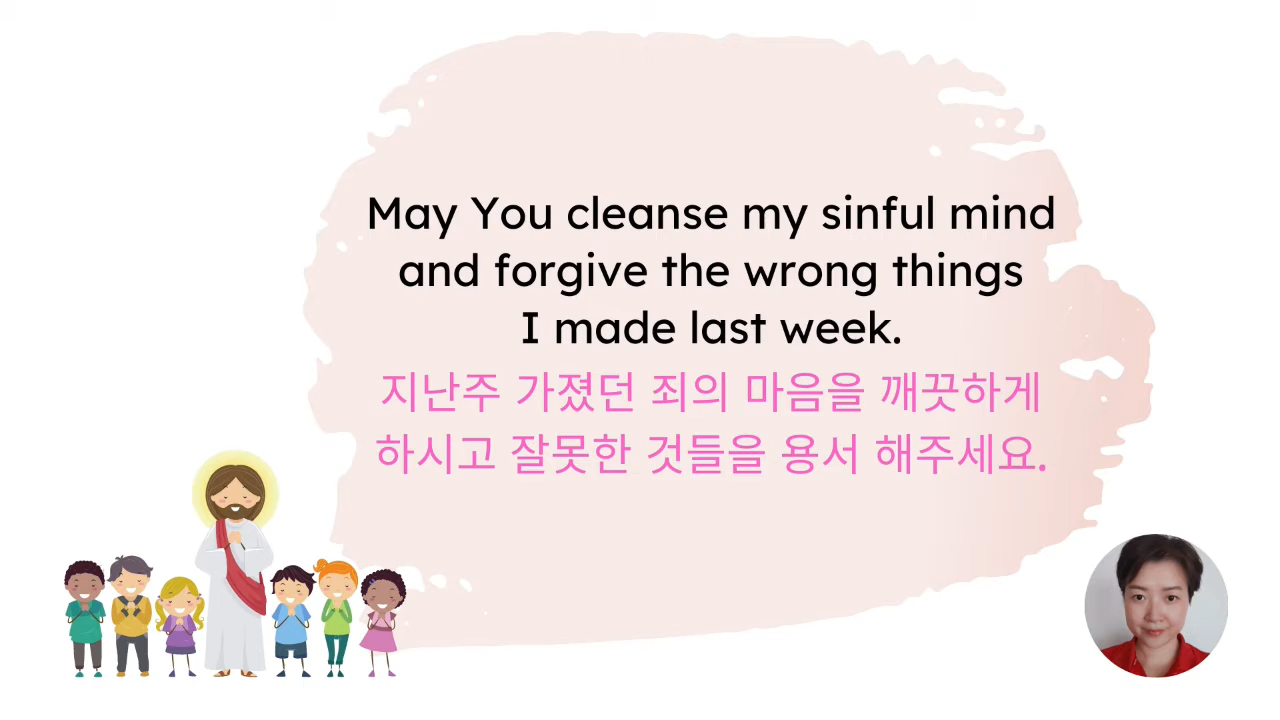 May You cleanse my sinful mind
and forgive the wrong things
I made last week.
지난주 가졌던 죄의 마음을 깨끗하게
하시고 잘못한 것들을 용서 해주세요.